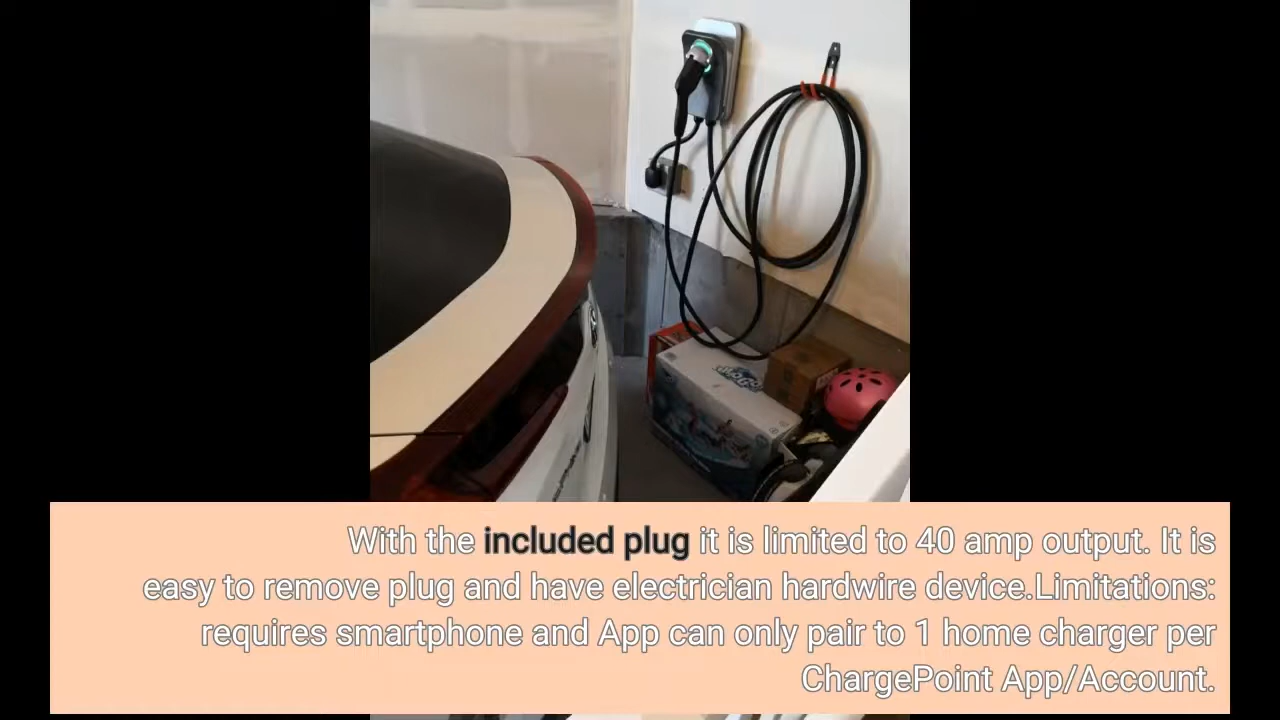 With the included plug it is limited to 40 amp output. It is
easy to remove plug and have electrician hardwire device.Limitations:
requires smartphone and App can only pair to 1 home charger per
ChargePoint App/Account.